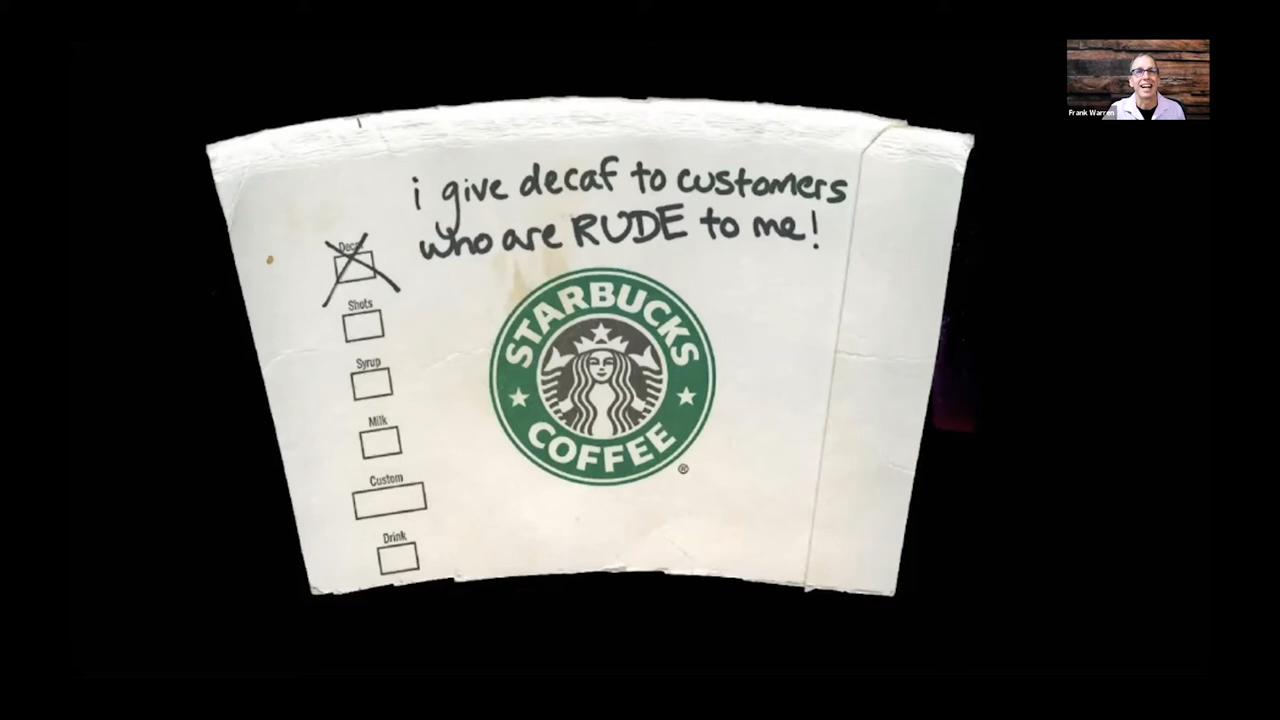 Frank Warren
i give decaf to customers
who are RUDE to me!
Decaf
Shots
Syrup
Milk
Custom
Drink
STARBUCKS
COFFEE
®